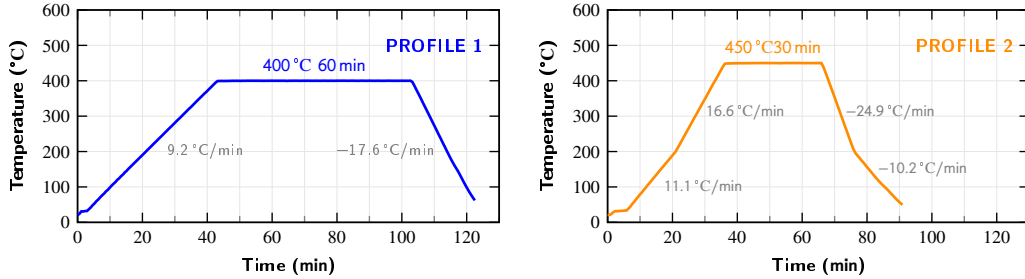 PROFILE 1
400 °C 60 min
9.2 °C/min
−17.6 °C/min
Temperature (°C)
600
500
400
300
200
100
0
0 20 40 60 80 100 120
Time (min)
PROFILE 2
450 °C30 min
16.6 °C/min
−24.9 °C/min
11.1 °C/min
−10.2 °C/min
Temperature (°C)
600
500
400
300
200
100
0
0 20 40 60 80 100 120
Time (min)